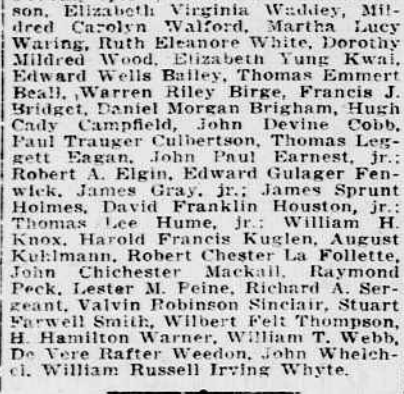 son, Elizabeth Virginia Waddey, Mil-
dred Carolyn Walford, Martha Lucy
Waring, Ruth Eleanore White, Dorothy
Mildred Wood, Elizabeth Yung Kwai,
Edward Wells Bailey, Thomas Emmert
Beall, Warren Riley Birge, Francis J.
Bridget, Daniel Morgan Brigham, Hugh
Cady Campfield, John Devine Cobb,
Paul Trauger Culbertson, Thomas Leg-
gett Eagan, John Paul Earnest, jr.;
Robert A. Elgin, Edward Gulager Fen-
wick, James Gray, jr.; James Sprunt
Holmes, David Franklin Houston, jr.;
Thomas Lee Hume, jr.; William H.
Knox, Harold Francis Kuglen, August
Kuhlmann, Robert Chester La Follette,
John Chichester Mackall, Raymond
Peck, Lester M. Peine, Richard A. Ser-
geant, Valvin Robinson Sinclair, Stuart
Farwell Smith, Wilbert Felt Thompson,
H. Hamilton Warner, William T. Webb,
De Vere Rafter Weedon, John Whelch-
el, William Russell Irving Whyte.